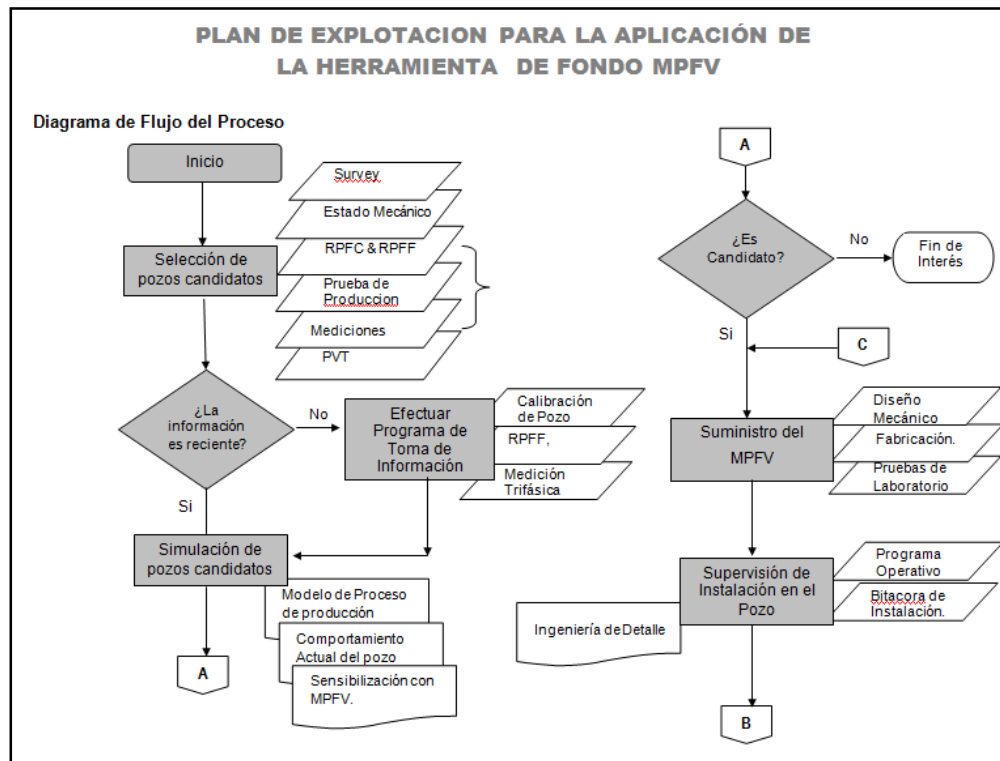 PLAN DE EXPLOTACION PARA LA APLICACIÓN DE
LA HERRAMIENTA DE FONDO MPFV
Diagrama de Flujo del Proceso
Inicio
Survey
Estado Mecánico
RPFC & RPFF
Prueba de
Produccion
Mediciones
PVT
Selección de
pozos candidatos
¿La
información
es reciente?
No
Si
Efectuar
Programa de
Toma de
Información
Calibración
de Pozo
RPFF,
Medición
Trifásica
Simulación de
pozos candidatos
Modelo de Proceso
de producción
Comportamiento
Actual del pozo
Sensibilización con
MPFV.
A
A
¿Es
Candidato?
No
Fin de
Interés
Si
C
Suministro del
MPFV
Diseño
Mecánico
Fabricación.
Pruebas de
Laboratorio
Supervisión de
Instalación en el
Pozo
Programa
Operativo
Bitacora de
Instalación.
Ingeniería de Detalle
B